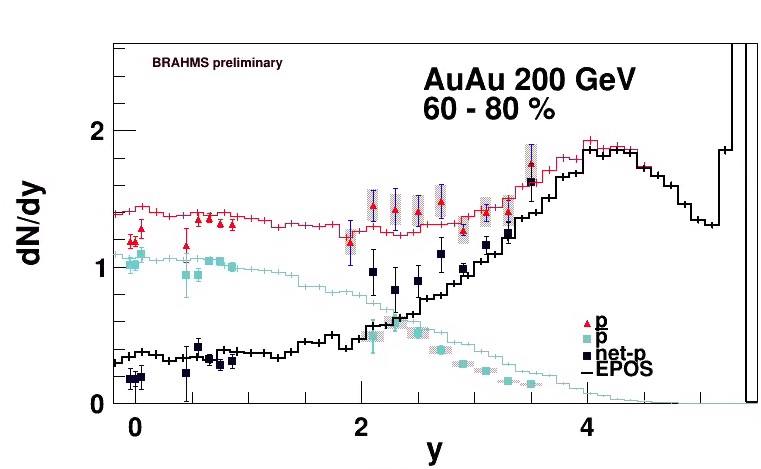 BRAHMS preliminary
AuAu 200 GeV
60 - 80 %
dN/dy
2
1
0
p
p̅
net-p
EPOS
0
2
4
y